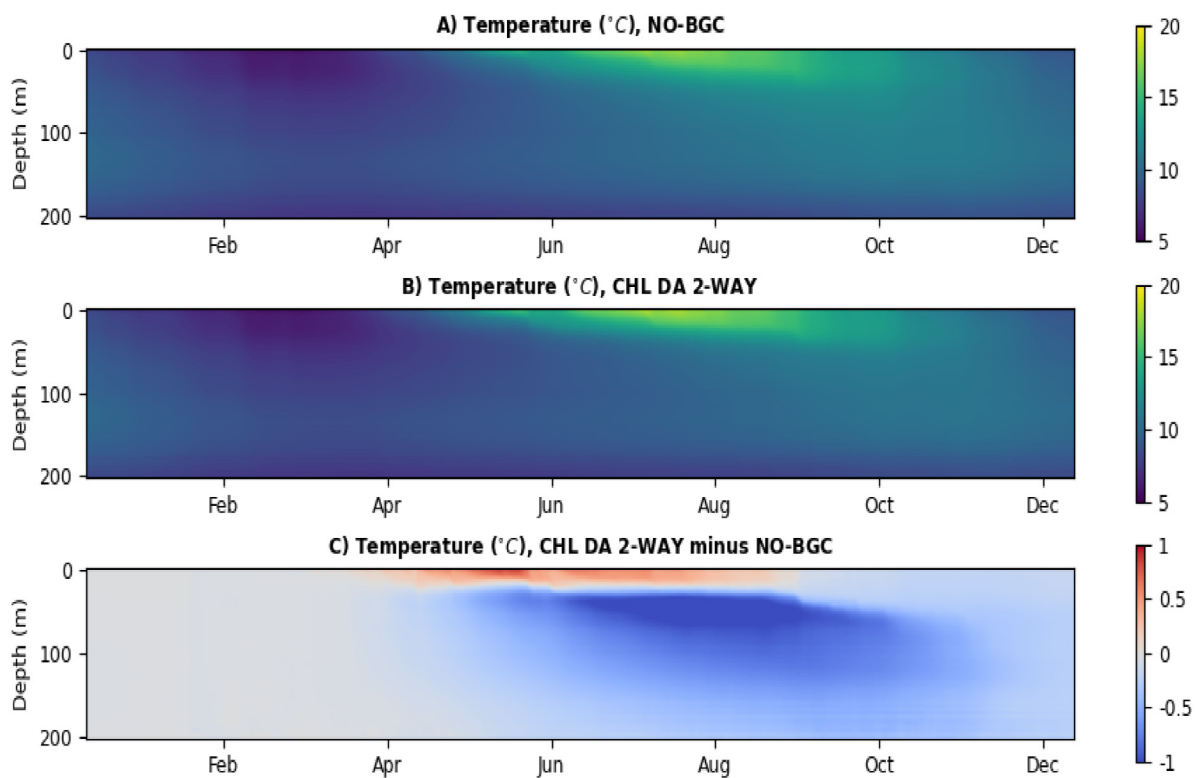 A) Temperature (°C), NO-BGC
Depth (m)
0
100
200
Feb Apr Jun Aug Oct Dec
20
15
10
5
B) Temperature (°C), CHL DA 2-WAY
Depth (m)
0
100
200
Feb Apr Jun Aug Oct Dec
20
15
10
5
C) Temperature (°C), CHL DA 2-WAY minus NO-BGC
Depth (m)
0
100
200
Feb Apr Jun Aug Oct Dec
1
0.5
0
-0.5
-1